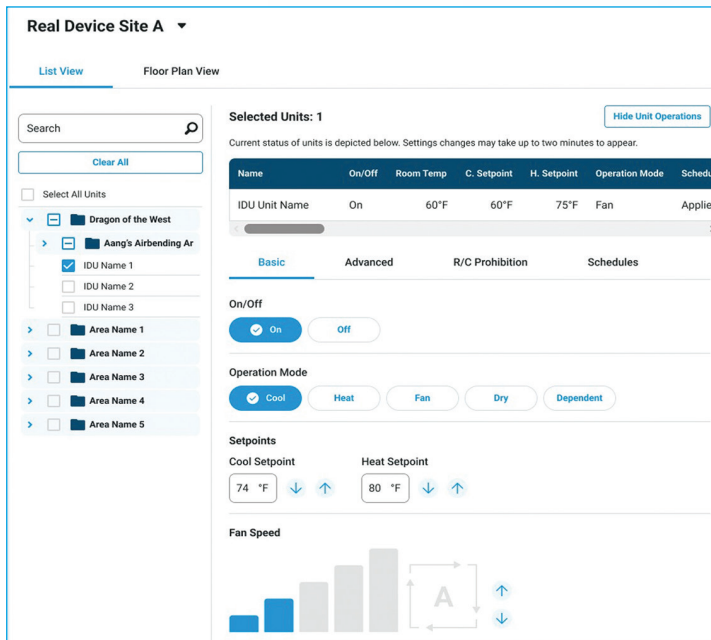 Real Device Site A
List View Floor Plan View
Search
Clear All
Select All Units
Dragon of the West
Aang's Airbending Ar
IDU Name 1
IDU Name 2
IDU Name 3
Area Name 1
Area Name 2
Area Name 3
Area Name 4
Area Name 5
Selected Units: 1
Hide Unit Operations
Current status of units is depicted below. Settings changes may take up to two minutes to appear.
Name On/Off Room Temp C. Setpoint H. Setpoint Operation Mode Schedu
IDU Unit Name On 60°F 60°F 75°F Fan Applie
Basic Advanced R/C Prohibition Schedules
On/Off
On Off
Operation Mode
Cool Heat Fan Dry Dependent
Setpoints
Cool Setpoint Heat Setpoint
74 °F 80 °F
Fan Speed
A